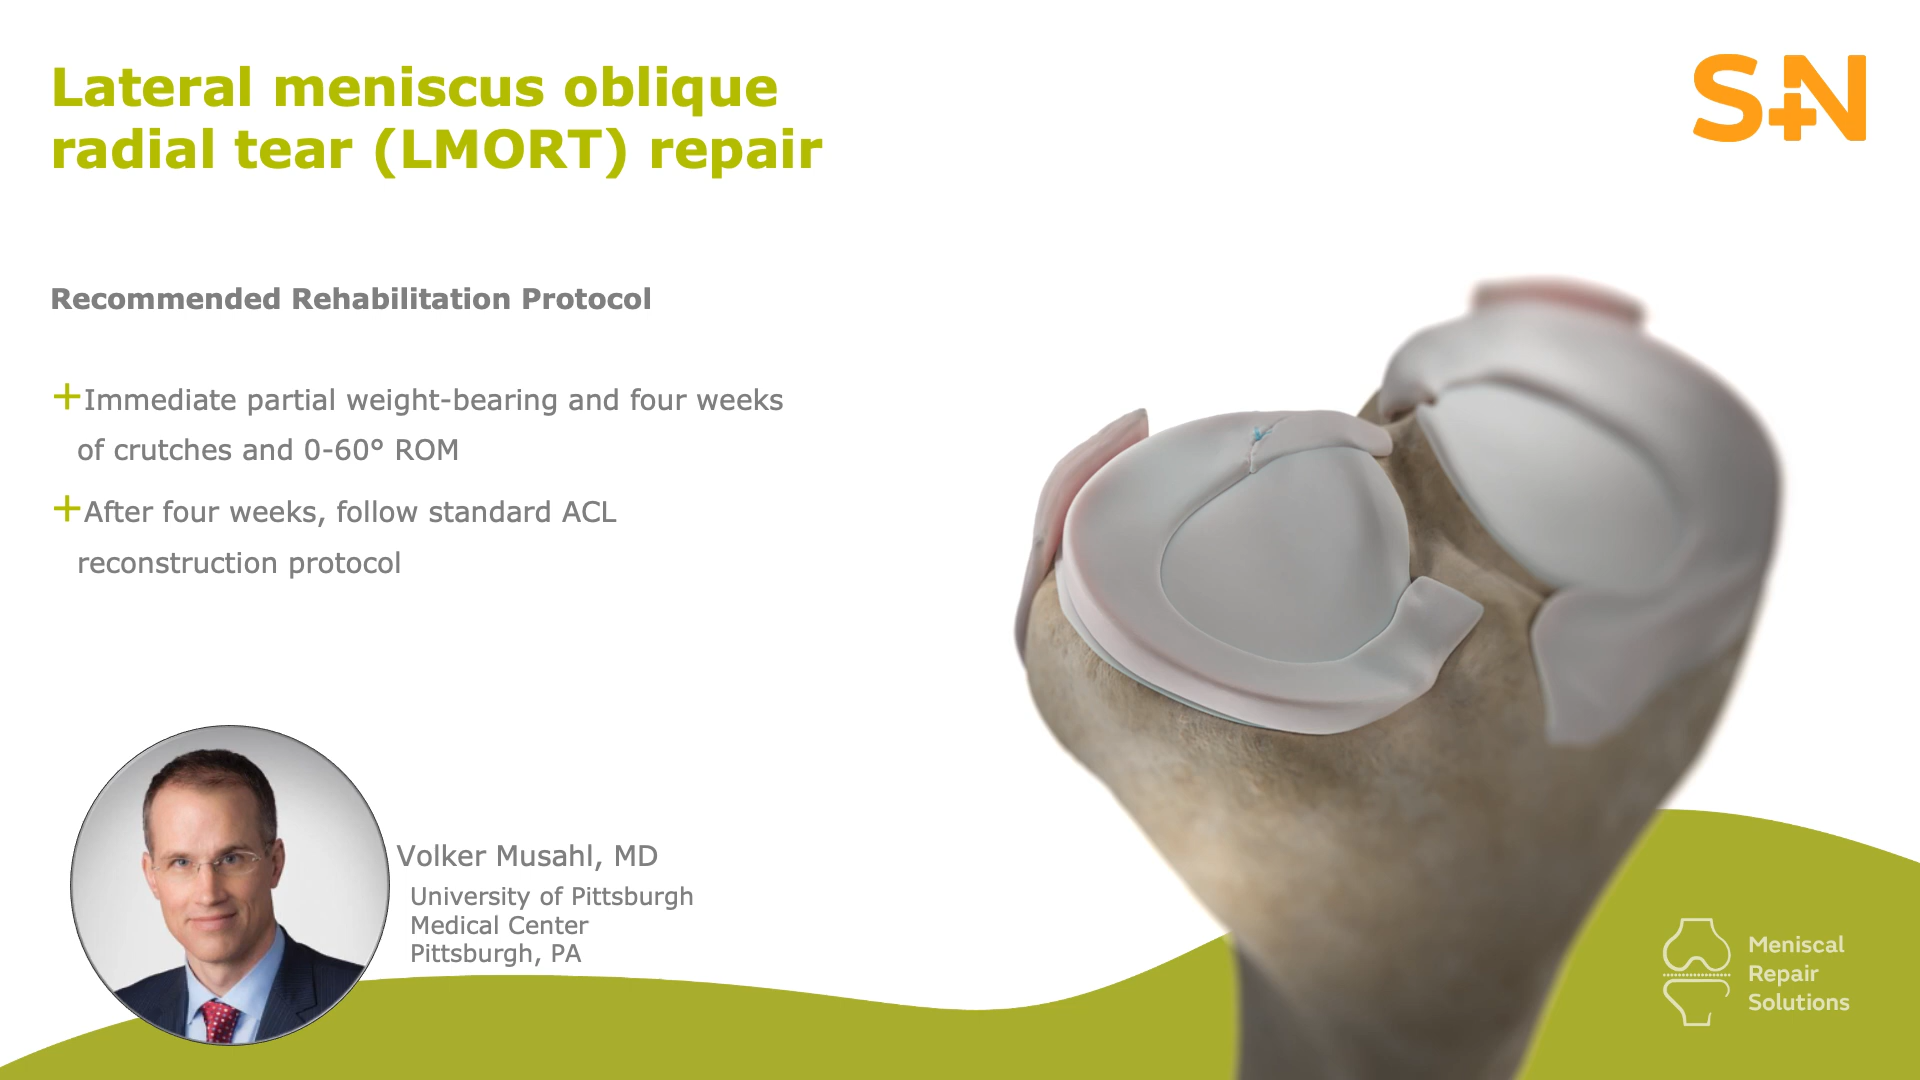 Lateral meniscus oblique
radial tear (LMORT) repair
S+N
Recommended Rehabilitation Protocol
+Immediate partial weight-bearing and four weeks
of crutches and 0-60° ROM
+After four weeks, follow standard ACL
reconstruction protocol
Volker Musahl, MD
University of Pittsburgh
Medical Center
Pittsburgh, PA
Meniscal
Repair
Solutions